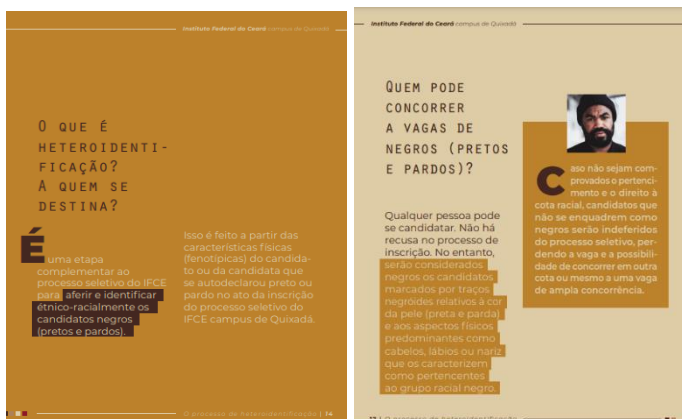 Instituto Federal do Ceará campus de Quixadá
O QUE É
HETEROIDENTI-
FICAÇÃO?
A QUEM SE
DESTINA?
É uma etapa
complementar ao
processo seletivo do IFCE
para aferir e identificar
étnico-racialmente os
candidatos negros
(pretos e pardos).
Isso é feito a partir das
características físicas
(fenotípicas) do candida-
to ou da candidata que
se autodeclarou preto ou
pardo no ato da inscrição
do processo seletivo do
IFCE campus de Quixadá.
O processo de heteroidentificação | 14
Instituto Federal do Ceará campus de Quixadá
QUEM PODE
CONCORRER
A VAGAS DE
NEGROS (PRETOS
E PARDOS)?
Qualquer pessoa pode
se candidatar. Não há
recusa no processo de
inscrição. No entanto,
serão considerados
negros os candidatos
marcados por traços
negróides relativos à cor
da pele (preta e parda)
e aos aspectos físicos
predominantes como
cabelos, lábios ou nariz
que os caracterizem
como pertencentes
ao grupo racial negro.
Caso não sejam com-
provados o pertenci-
mento e o direito à
cota racial, candidatos que
não se enquadrem como
negros serão indeferidos
do processo seletivo, per-
dendo a vaga e a possibili-
dade de concorrer em outra
cota ou mesmo a uma vaga
de ampla concorrência.
| O processo de heteroidentificação